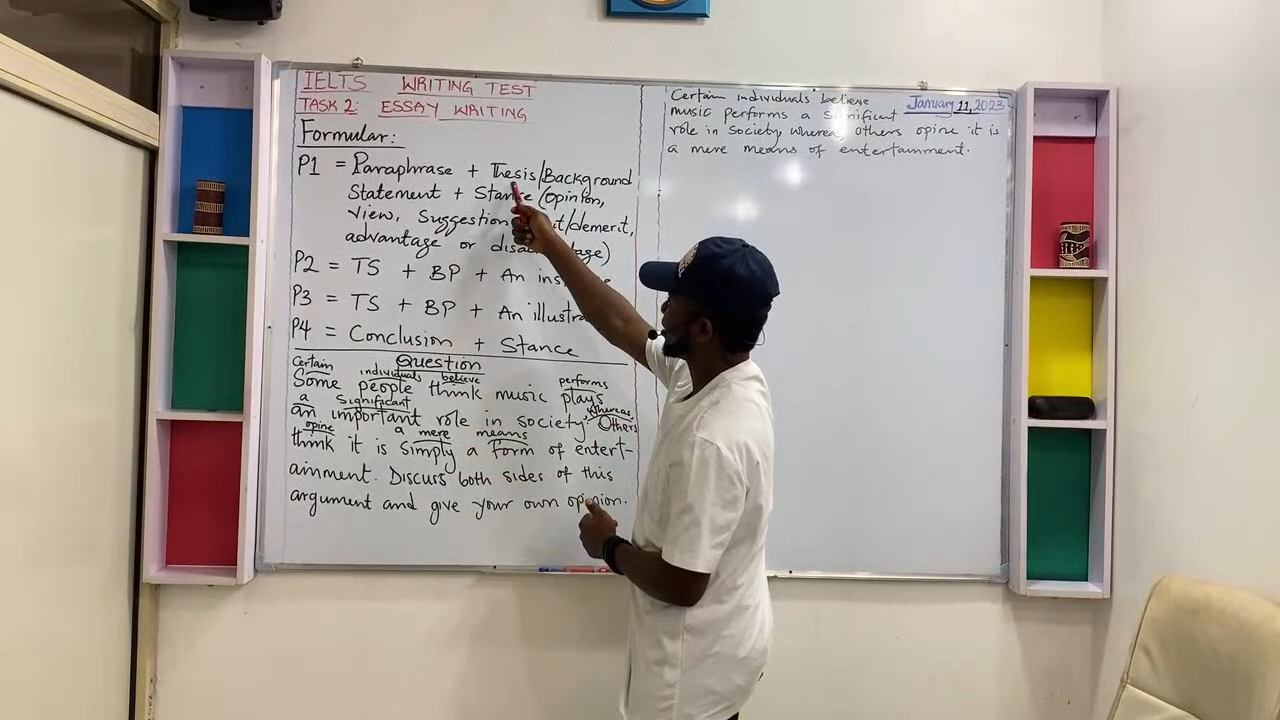 IELTS WRITING TEST
TASK 2: ESSAY WRITING
Formular:
P1 = Paraphrase + Thesis/Background
Statement + Stance (Opinion,
view, Suggestion, /demerit,
advantage or )
P2 = TS + BP + An
P3 = TS + BP + An
P4 = Conclusion + Stance
Question
Certain individuals believe performs
Some people think music plays
a significant whereas
an important role in society. Others
opine a mere means
think it is simply a form of entert-
ainment. Discuss both sides of this
argument and give your own opinion.
January 11, 2023
Certain individuals believe
music performs a significant
role in society, whereas others opine it is
a mere means of entertainment.